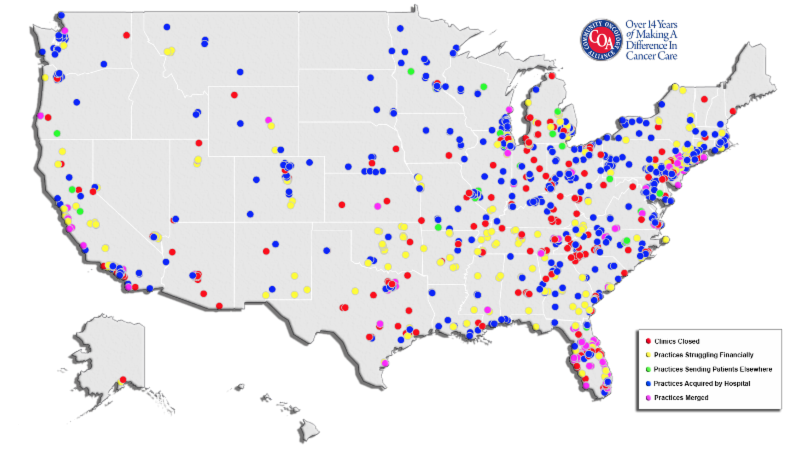 COMMUNITY ONCOLOGY
COA
ALLIANCE
Over 14 Years
of Making A
Difference In
Cancer Care
Clinics Closed
Practices Struggling Financially
Practices Sending Patients Elsewhere
Practices Acquired by Hospital
Practices Merged